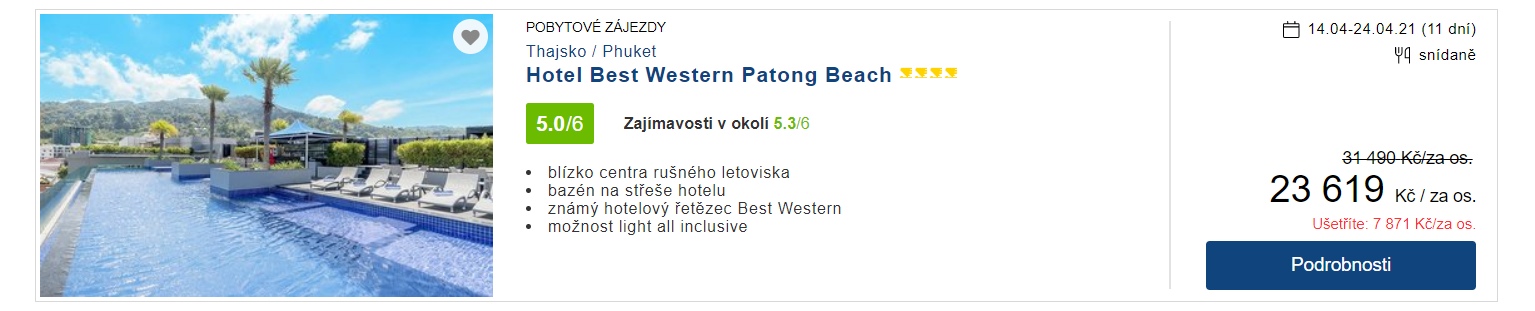 POBYTOVÉ ZÁJEZDY
Thajsko / Phuket
Hotel Best Western Patong Beach
5.0/6
Zajímavosti v okolí 5.3/6
blízko centra rušného letoviska
bazén na střeše hotelu
známý hotelový řetězec Best Western
možnost light all inclusive
14.04-24.04.21 (11 dní)
snídaně
31 490 Kč/za os.
23 619 Kč / za os.
Ušetříte: 7 871 Kč/za os.
Podrobnosti